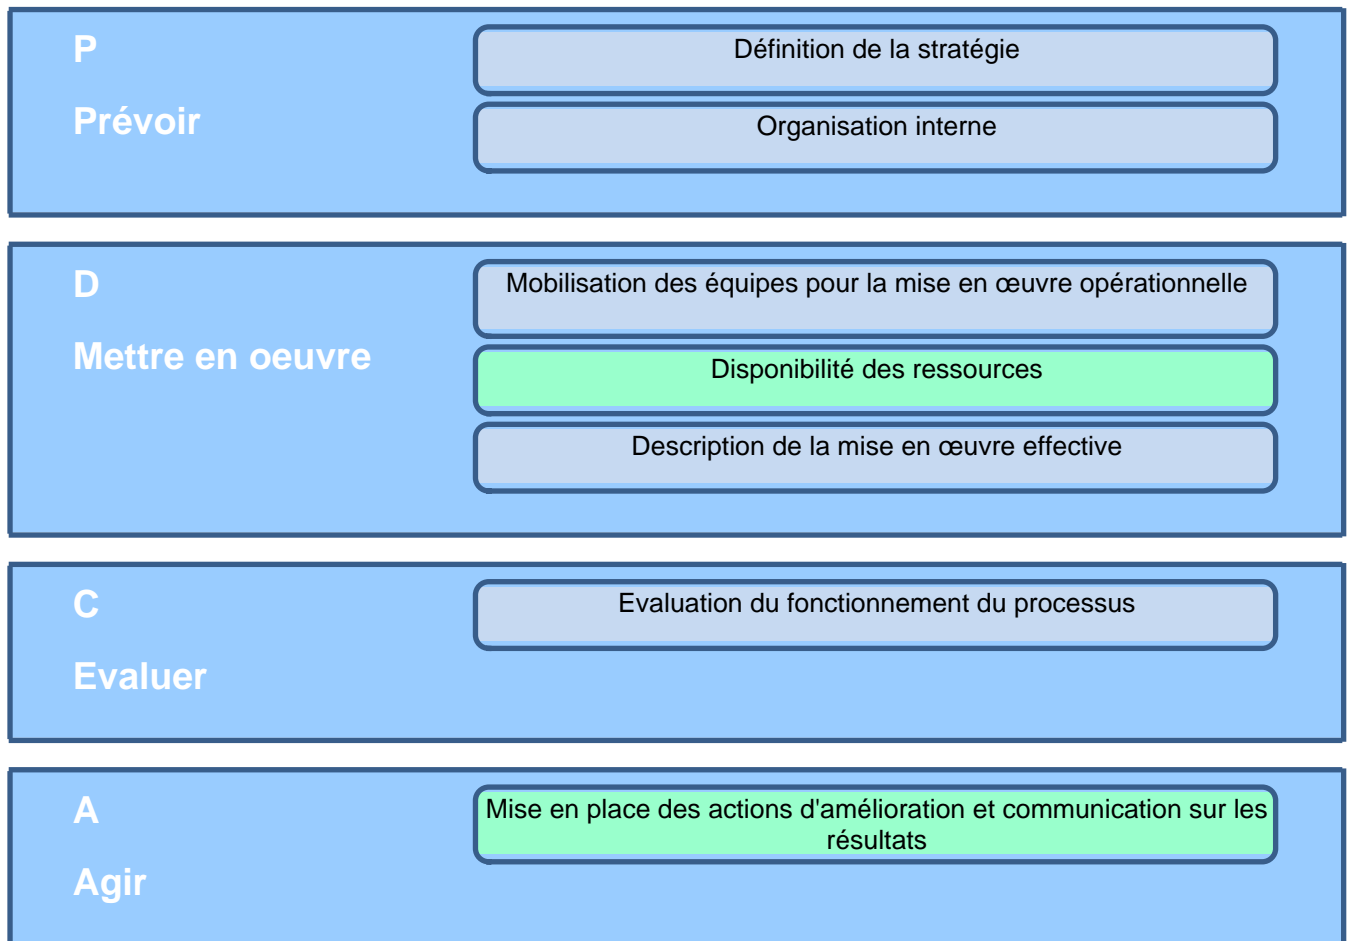 P
Prévoir
Définition de la stratégie
Organisation interne
D
Mettre en oeuvre
Mobilisation des équipes pour la mise en œuvre opérationnelle
Disponibilité des ressources
Description de la mise en œuvre effective
C
Evaluer
Evaluation du fonctionnement du processus
A
Agir
Mise en place des actions d'amélioration et communication sur les
résultats